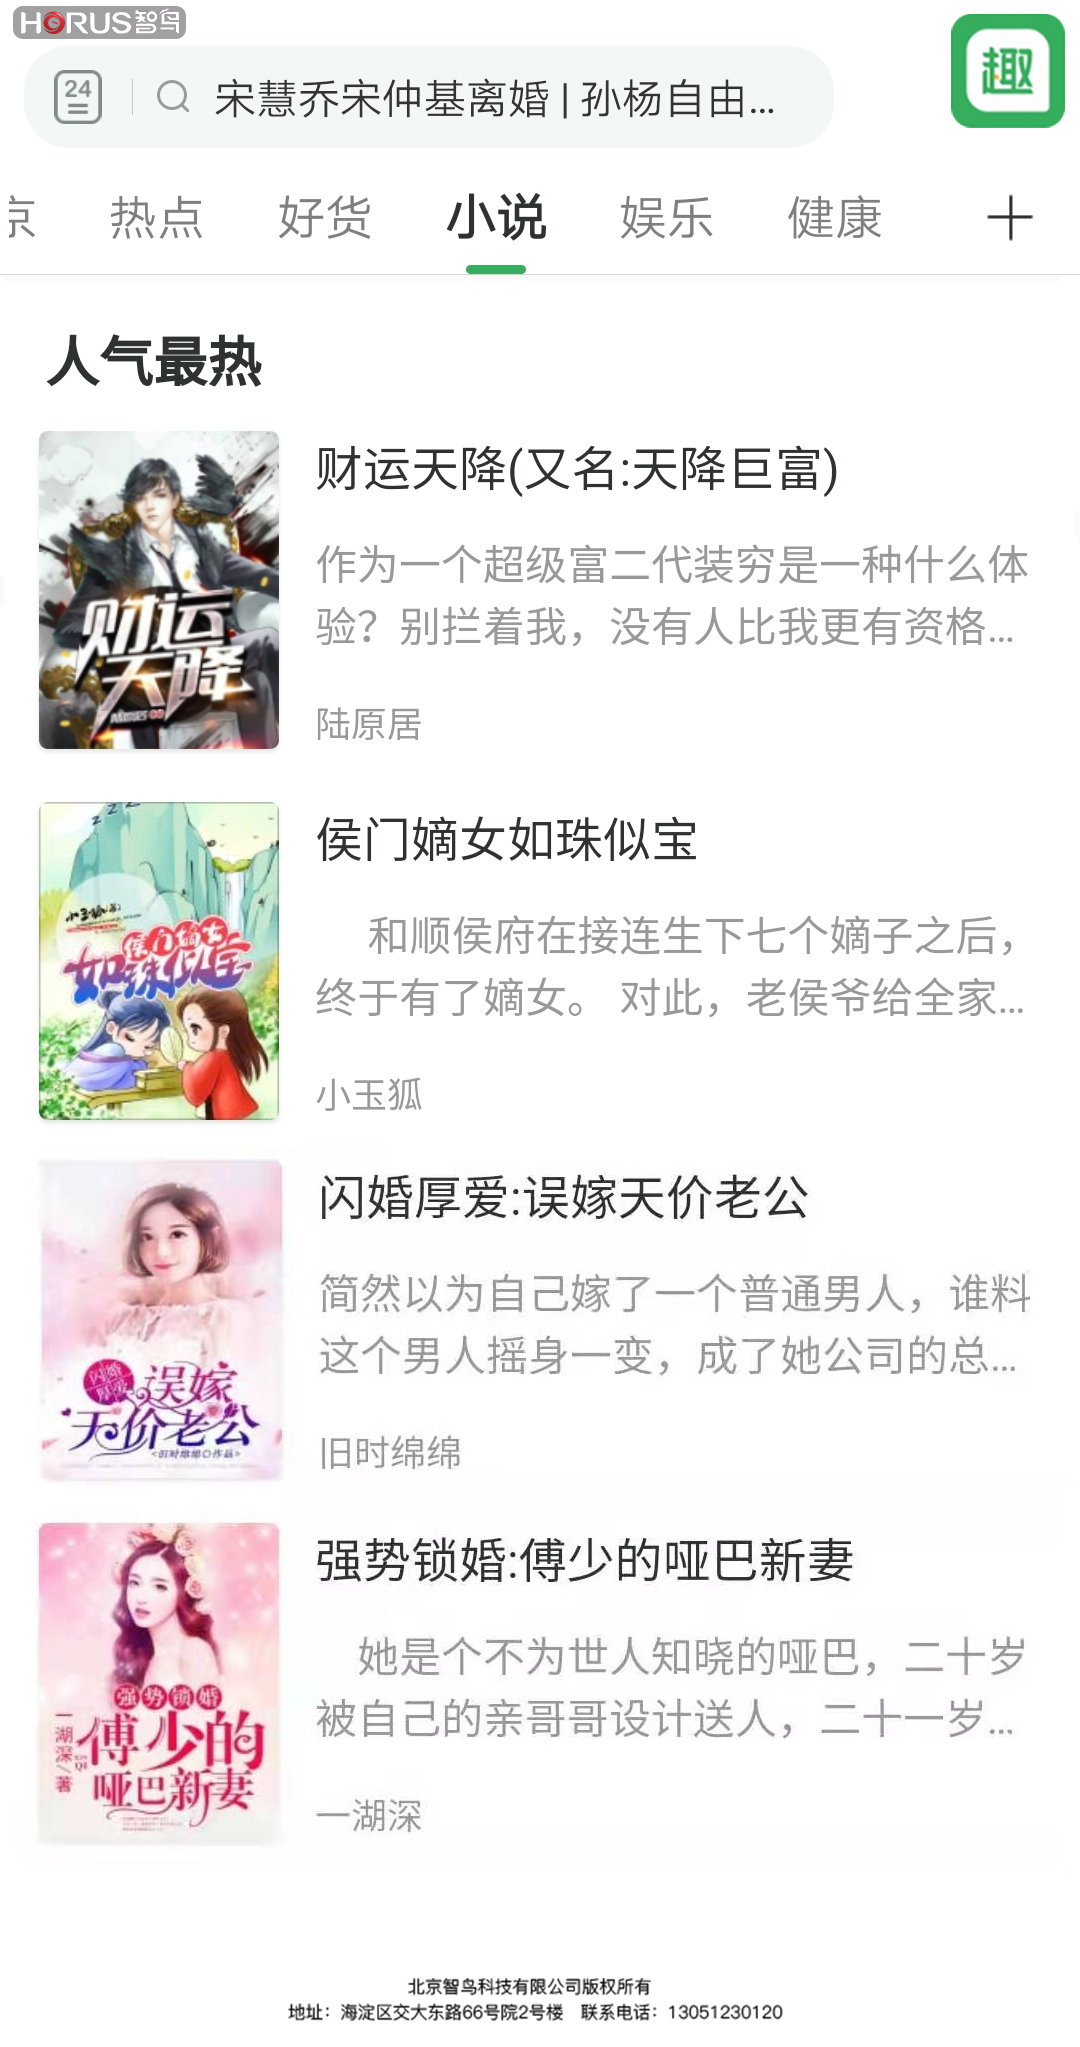 HORUS智鸟
24
宋慧乔宋仲基离婚 | 孙杨自由...
趣
京 热点 好货 小说 娱乐 健康
人气最热
财运天降(又名:天降巨富)
作为一个超级富二代装穷是一种什么体
验？别拦着我，没有人比我更有资格...
陆原居
财运
天降
侯门嫡女如珠似宝
和顺侯府在接连生下七个嫡子之后，
终于有了嫡女。 对此，老侯爷给全家...
小玉狐
zzz
侯门嫡女
如珠似宝
闪婚厚爱:误嫁天价老公
简然以为自己嫁了一个普通男人，谁料
这个男人摇身一变，成了她公司的总...
旧时绵绵
闪婚
厚爱
误嫁
天价老公
强势锁婚:傅少的哑巴新妻
她是个不为世人知晓的哑巴，二十岁
被自己的亲哥哥设计送人，二十一岁...
一湖深
强势锁婚
傅少的
哑巴新妻
一湖深/著
北京智鸟科技有限公司版权所有
地址：海淀区交大东路66号院2号楼 联系电话：13051230120